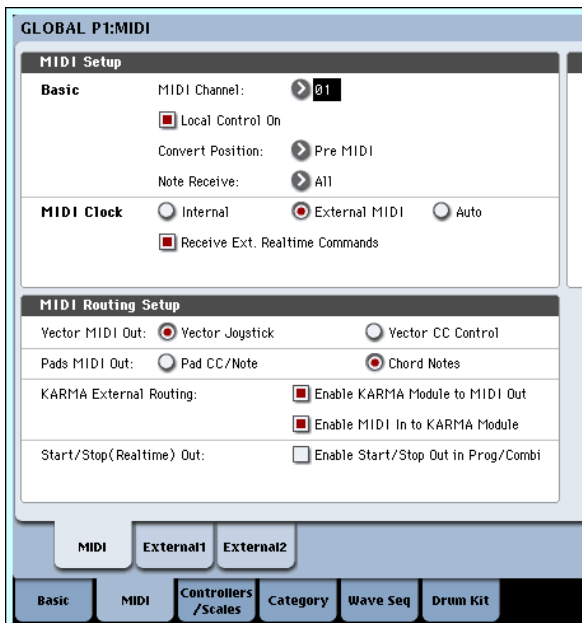 GLOBAL P1:MIDI
MIDI Setup
Basic MIDI Channel: 01
Local Control On
Convert Position: Pre MIDI
Note Receive: All
MIDI Clock Internal External MIDI Auto
Receive Ext. Realtime Commands
MIDI Routing Setup
Vector MIDI Out: Vector Joystick Vector CC Control
Pads MIDI Out: Pad CC/Note Chord Notes
KARMA External Routing: Enable KARMA Module to MIDI Out
Enable MIDI In to KARMA Module
Start/Stop(Realtime) Out: Enable Start/Stop Out in Prog/Combi
MIDI External1 External2
Basic MIDI Controllers /Scales Category Wave Seq Drum Kit